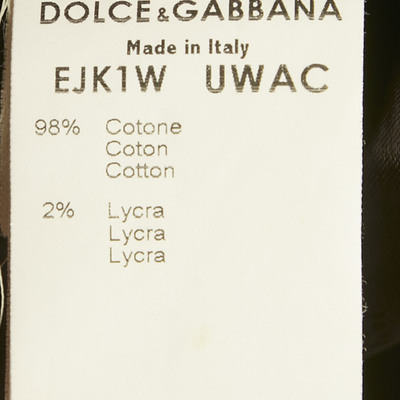 DOLCE & GABBANA
Made in Italy
EJK1W UWAC
98% Cotone
Coton
Cotton
2% Lycra
Lycra
Lycra